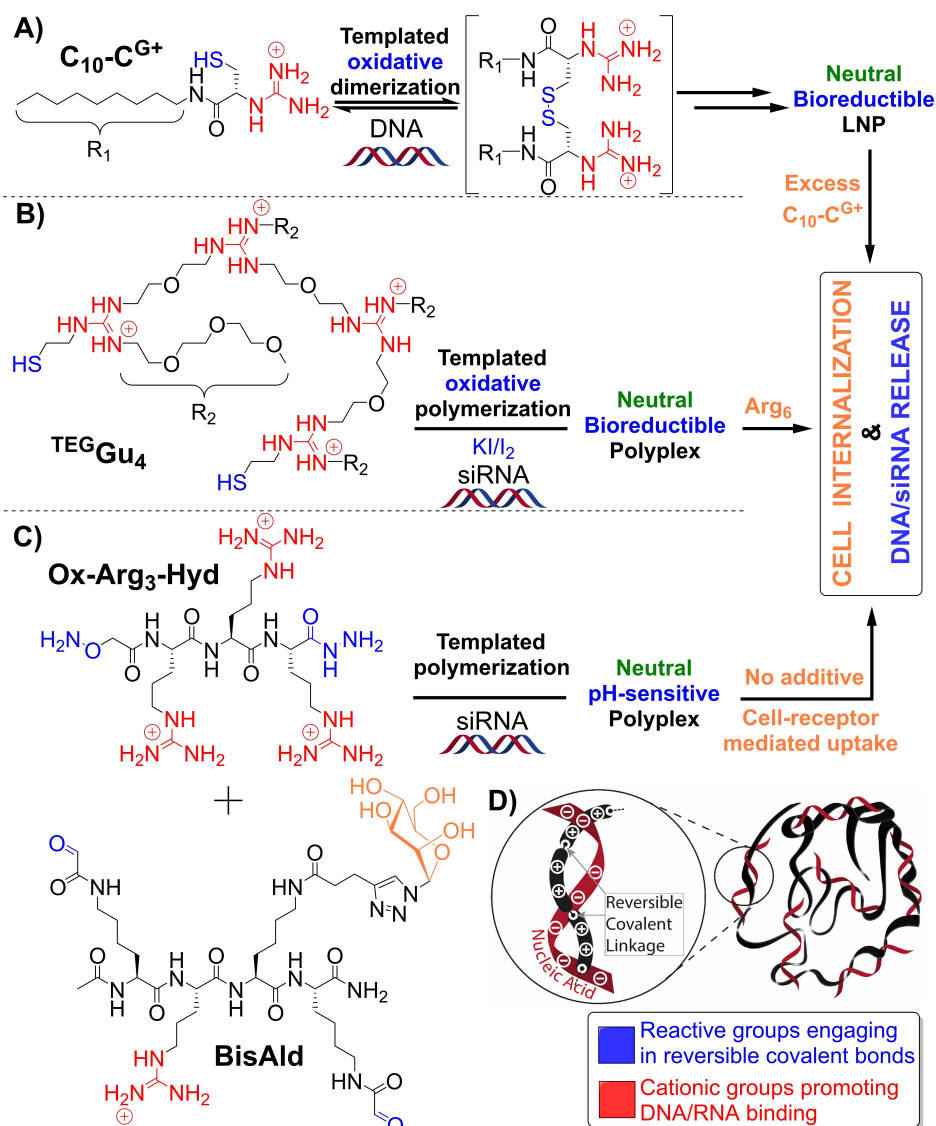 A)
C10-CG+
HS
NH2
NH2
H
N
O
N
H
R1
Templated
oxidative
dimerization
DNA
O
H
N
NH2
R1
N
H
NH2
S
S
H
N
NH2
R1
N
H
NH2
O
Neutral
Bioreductible
LNP
Excess
C10-CG+
B)
HN
HN
HN
R2
HN
O
O
HN
HN
HN
R2
HN
HN
HN
O
O
O
HS
R2
O
HN
HN
HN
R2
HS
TEGGu4
Templated
oxidative
polymerization
KI/I2
siRNA
Neutral
Bioreductible
Polyplex
Arg6
CELL INTERNALIZATION
&
DNA/siRNA RELEASE
C)
Ox-Arg3-Hyd
H2N
NH2
NH
H2N
O
O
H
N
O
N
H
O
H
N
O
N
H
NH2
NH
H2N
NH2
NH
H2N
NH2
Templated
polymerization
siRNA
Neutral
pH-sensitive
Polyplex
No additive
Cell-receptor
mediated uptake
+
HO
OH
HO
OH
O
O
O
NH
O
NH
N
N=N
O
N
H
H
N
O
O
N
H
H
N
O
O
NH2
NH
H2N
NH2
BisAld
NH
O
O
D)
Reversible
Covalent
Linkage
Nucleic Acid
Reactive groups engaging
in reversible covalent bonds
Cationic groups promoting
DNA/RNA binding